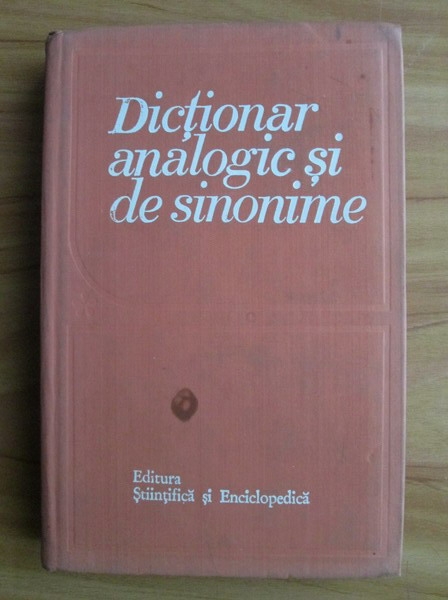 Dicționar
analogic și
de sinonime
Editura
Științifică și Enciclopedică